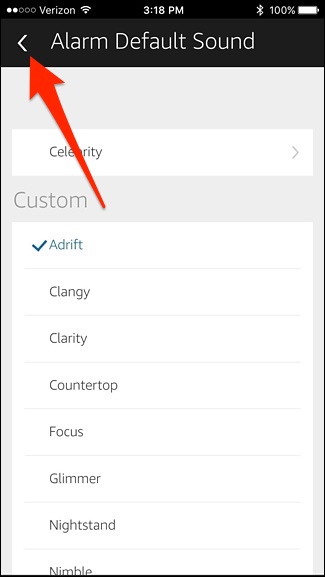 Verizon 3:18 PM 100%
Alarm Default Sound
Celebrity
Custom
Adrift
Clangy
Clarity
Countertop
Focus
Glimmer
Nightstand
Nimble